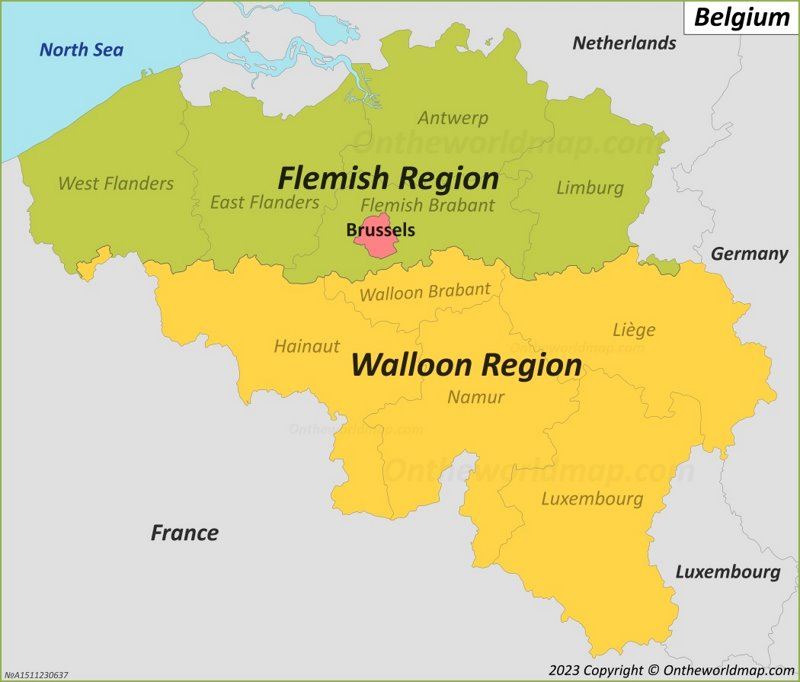 Belgium
North Sea
Netherlands
Antwerp
Ontheworldmap.com
West Flanders
Flemish Region
Limburg
East Flanders
Flemish Brabant
Brussels
Germany
Walloon Brabant
Liège
Hainaut
Ontheworldmap.com
Walloon Region
Namur
Ontheworldmap.com
Ontheworldmap.com
Luxembourg
France
Luxembourg
№A1511230637
2023 Copyright © Ontheworldmap.com